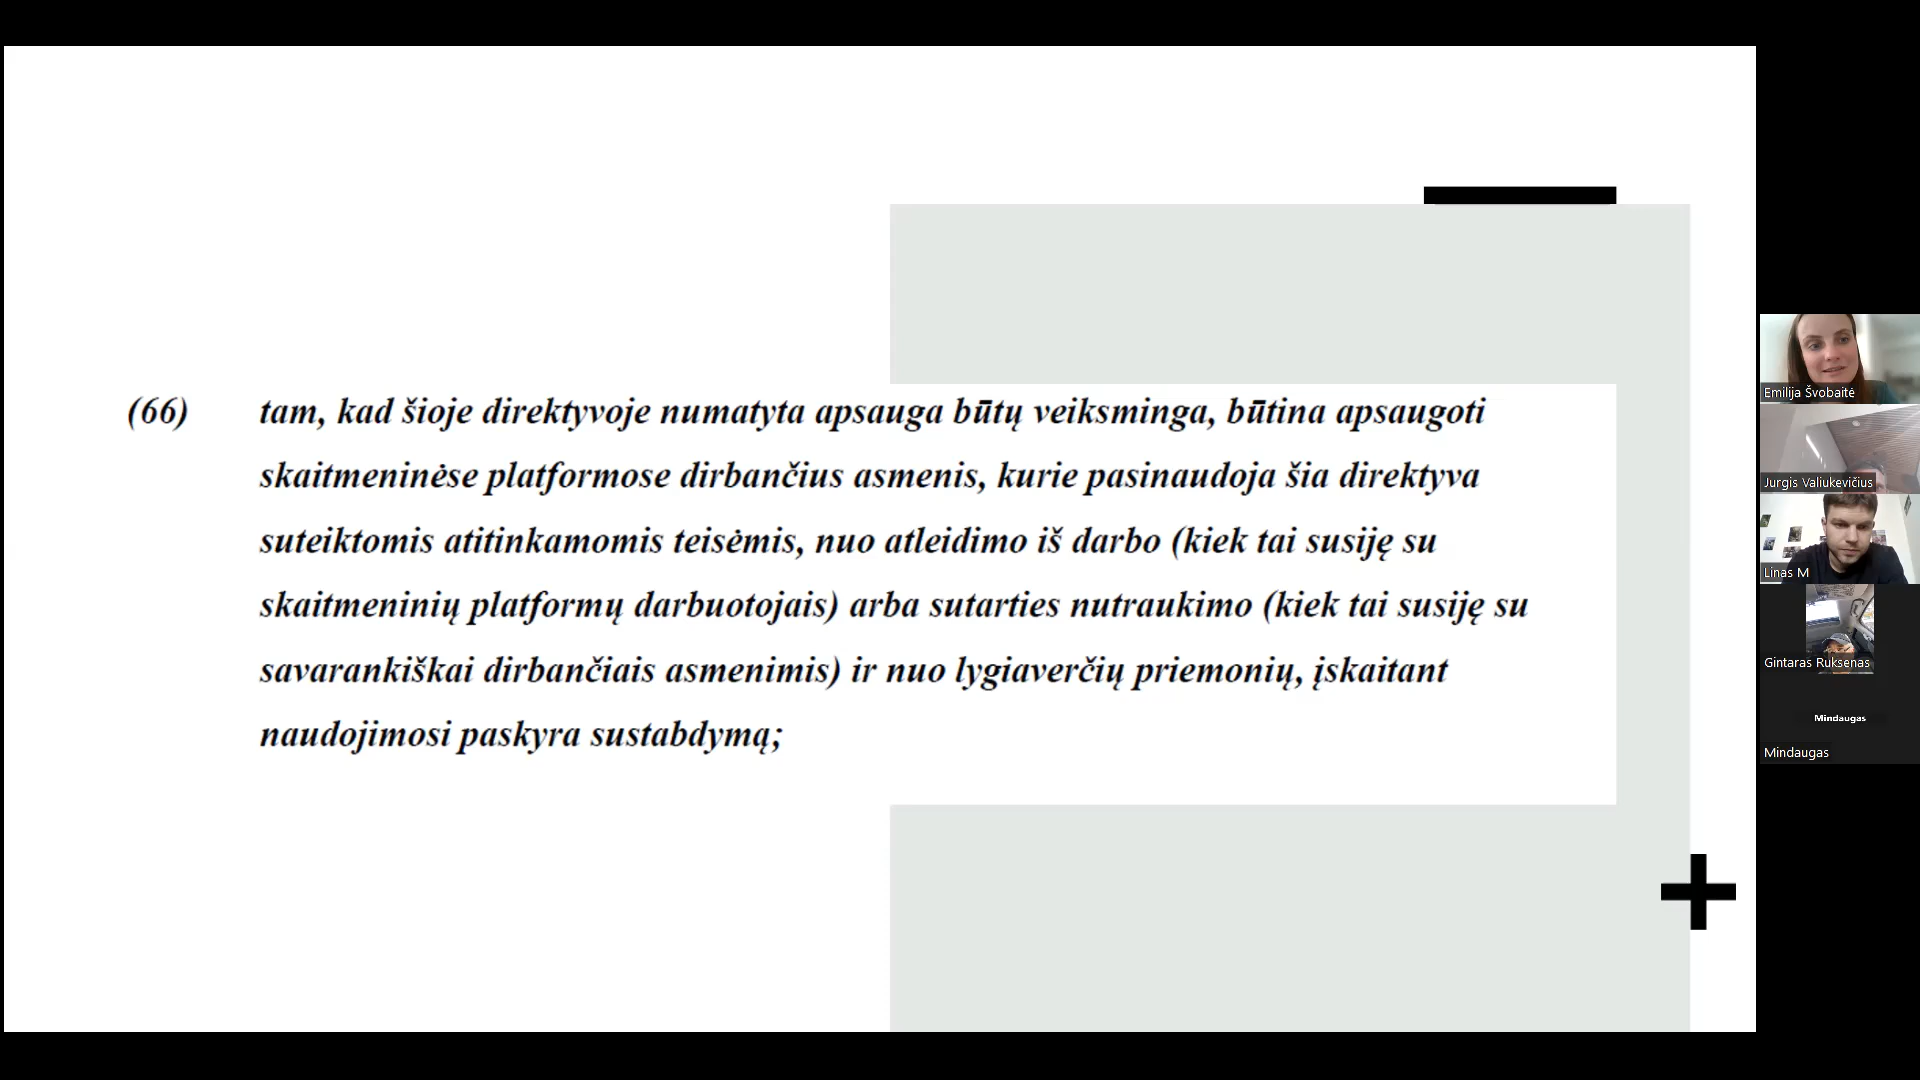 (66) tam, kad šioje direktyvoje numatyta apsauga būtų veiksminga, būtina apsaugoti
skaitmeninėse platformose dirbančius asmenis, kurie pasinaudoja šia direktyva
suteiktomis atitinkamomis teisėmis, nuo atleidimo iš darbo (kiek tai susiję su
skaitmeninių platformų darbuotojais) arba sutarties nutraukimo (kiek tai susiję su
savarankiškai dirbančiais asmenimis) ir nuo lygiaverčių priemonių, įskaitant
naudojimosi paskyra sustabdymą;
Emilija Švobaitė
Jurgis Valiukevičius
Linas M
Gintaras Ruksenas
Mindaugas
Mindaugas